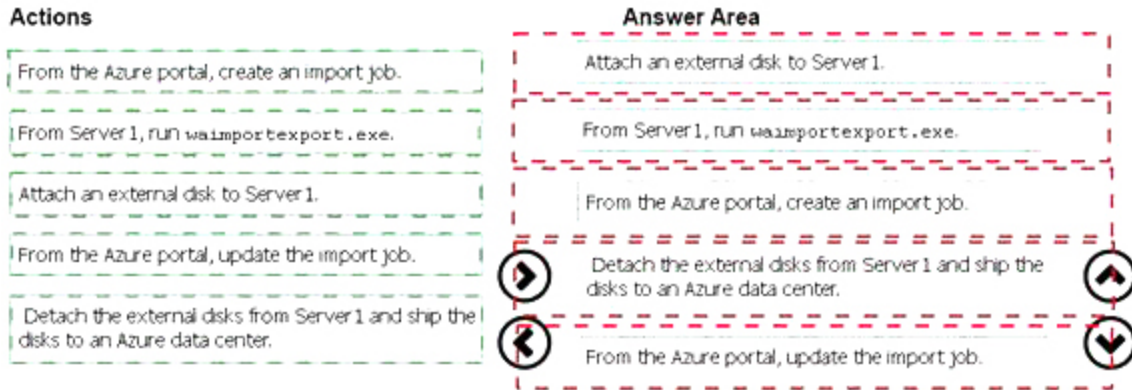 Actions
Answer Area
From the Azure portal, create an import job.
From Server1, run waimportexport.exe.
Attach an external disk to Server1.
From the Azure portal, update the import job.
Detach the external disks from Server1 and ship the
disks to an Azure data center.
Attach an external disk to Server1.
From Server1, run waimportexport.exe.
From the Azure portal, create an import job.
Detach the external disks from Server1 and ship the
disks to an Azure data center.
From the Azure portal, update the import job.